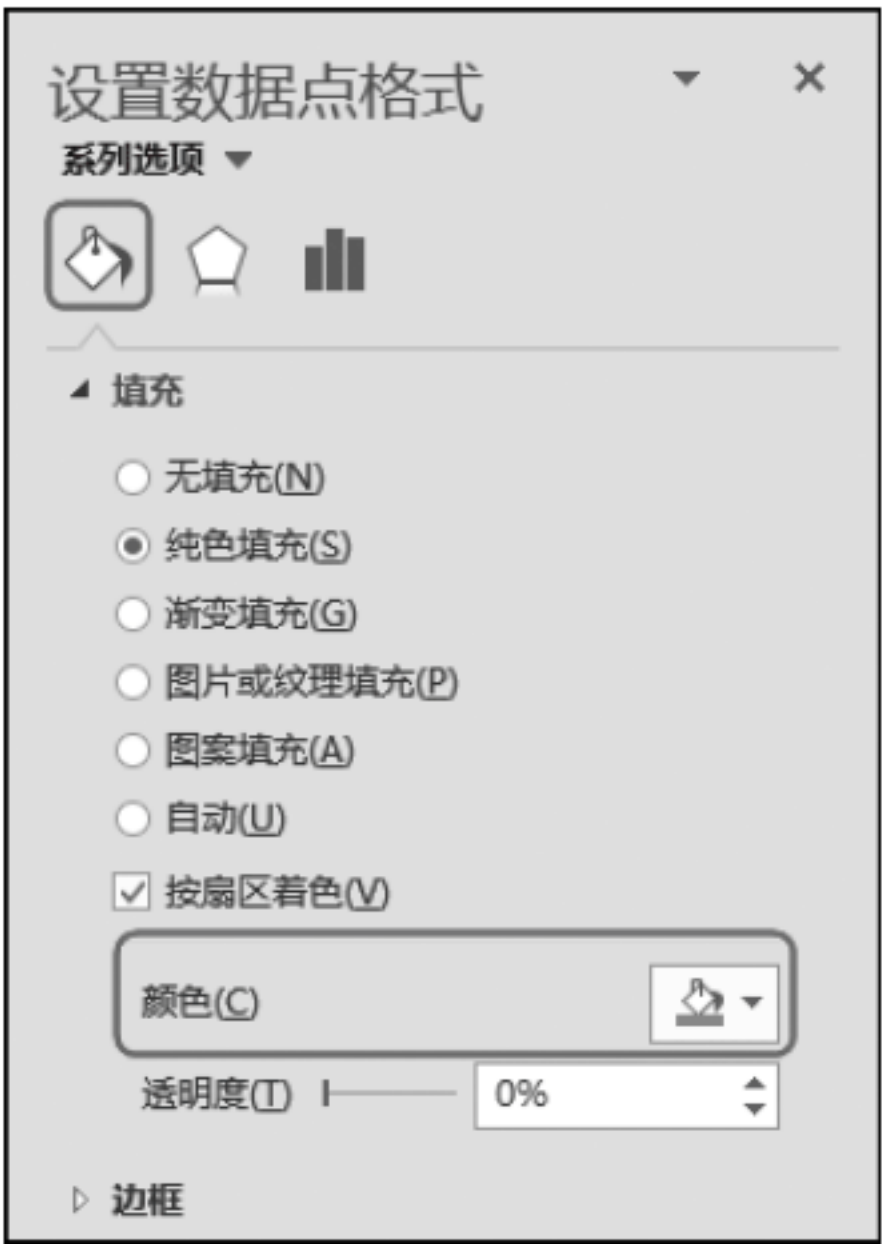 设置数据点格式
系列选项
填充
无填充(N)
纯色填充(S)
渐变填充(G)
图片或纹理填充(P)
图案填充(A)
自动(U)
按扇区着色(V)
颜色(C)
透明度(T) 0%
边框